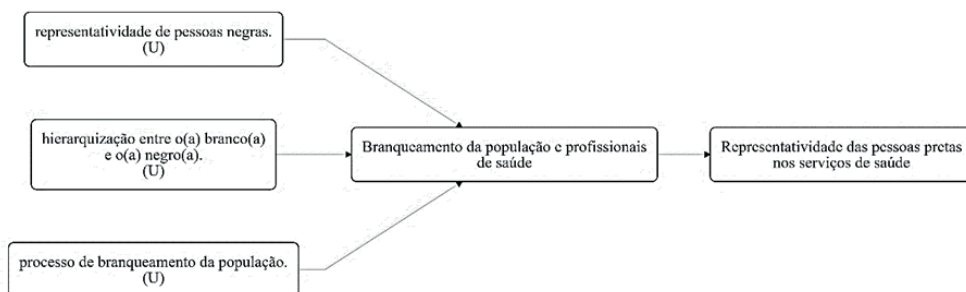 representatividade de pessoas negras.
(U)
hierarquização entre o(a) branco(a)
e o(a) negro(a).
(U)
processo de branqueamento da população.
(U)
Branqueamento da população e profissionais
de saúde
Representatividade das pessoas pretas
nos serviços de saúde